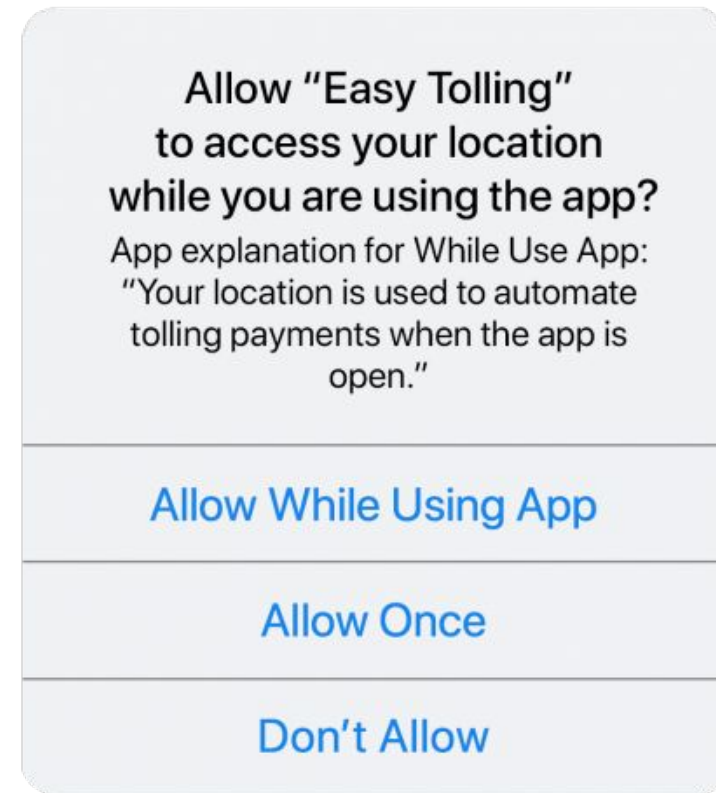 Allow “Easy Tolling”
to access your location
while you are using the app?
App explanation for While Use App:
“Your location is used to automate
tolling payments when the app is
open.”
Allow While Using App
Allow Once
Don’t Allow